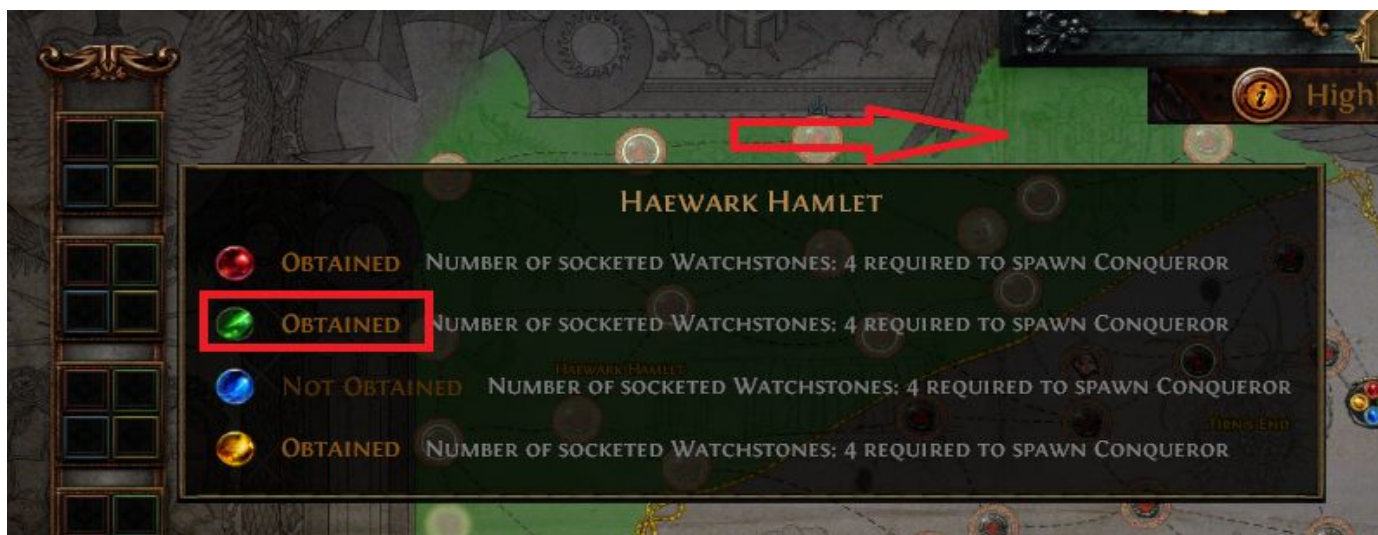 High
HAEWARK HAMLET
OBTAINED NUMBER OF SOCKETED WATCHSTONES: 4 REQUIRED TO SPAWN CONQUEROR
OBTAINED NUMBER OF SOCKETED WATCHSTONES: 4 REQUIRED TO SPAWN CONQUEROR
HAEWARK HAMLET
NOT OBTAINED NUMBER OF SOCKETED WATCHSTONES: 4 REQUIRED TO SPAWN CONQUEROR
TIRN'S END
OBTAINED NUMBER OF SOCKETED WATCHSTONES: 4 REQUIRED TO SPAWN CONQUEROR